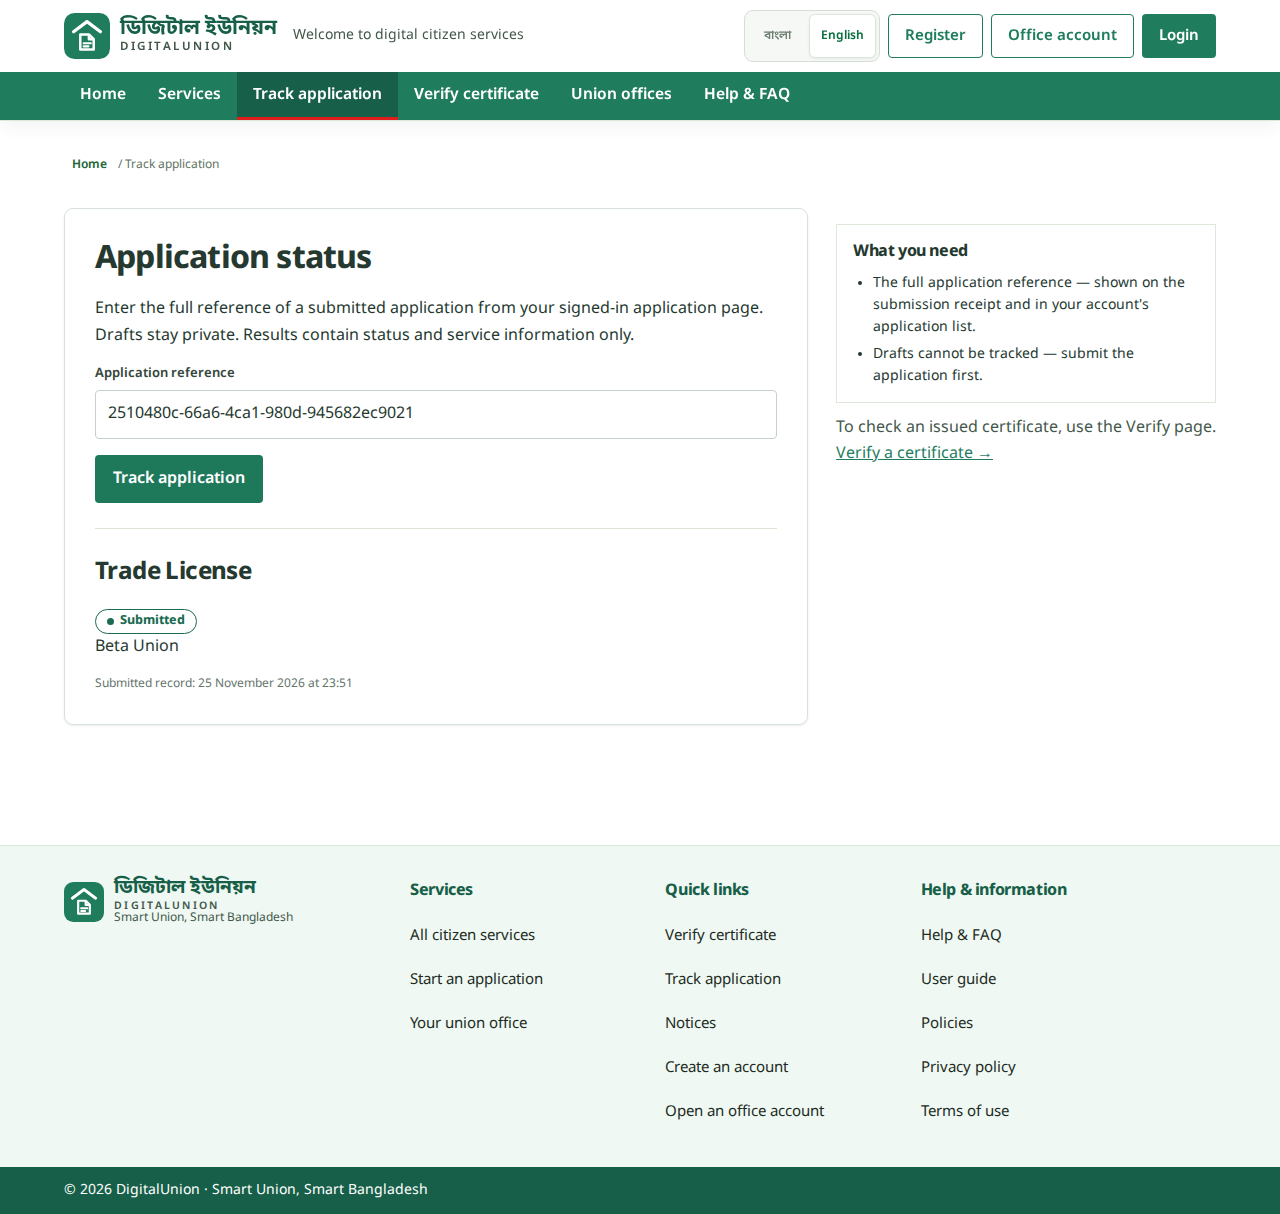 ডিজিটাল ইউনিয়ন
DIGITALUNION
Welcome to digital citizen services
বাংলা
English
Register
Office account
Login
Home
Services
Track application
Verify certificate
Union offices
Help & FAQ
Home / Track application
Application status
Enter the full reference of a submitted application from your signed-in application page.
Drafts stay private. Results contain status and service information only.
Application reference
2510480c-66a6-4ca1-980d-945682ec9021
Track application
Trade License
Submitted
Beta Union
Submitted record: 25 November 2026 at 23:51
What you need
• The full application reference — shown on the
submission receipt and in your account's
application list.
• Drafts cannot be tracked — submit the
application first.
To check an issued certificate, use the Verify page.
Verify a certificate →
ডিজিটাল ইউনিয়ন
DIGITALUNION
Smart Union, Smart Bangladesh
Services
All citizen services
Start an application
Your union office
Quick links
Verify certificate
Track application
Notices
Create an account
Open an office account
Help & information
Help & FAQ
User guide
Policies
Privacy policy
Terms of use
© 2026 DigitalUnion · Smart Union, Smart Bangladesh